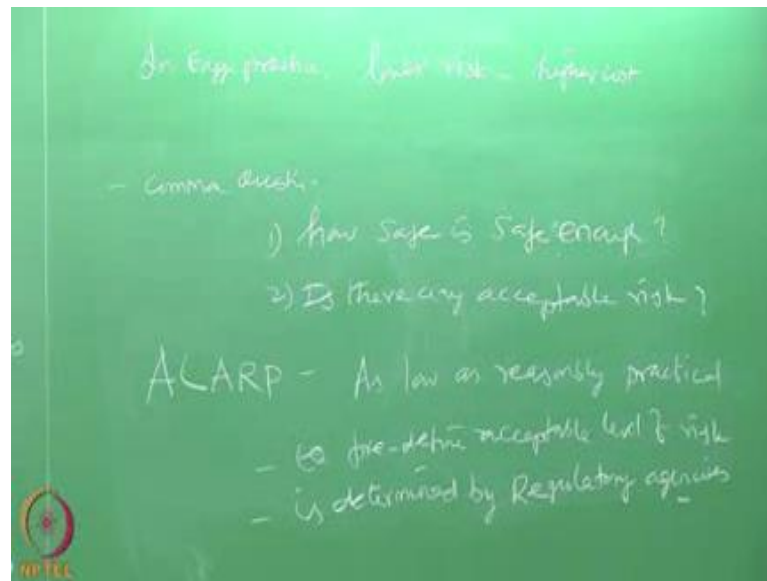 In Engg practice, lower risk - higher cost
- Common Quest.
1) how safe is safe enough?
2) Is there any acceptable risk?
ALARP - As low as reasonably practical
- to pre-define acceptable level of risk
- is determined by Regulatory agencies
NPTEL